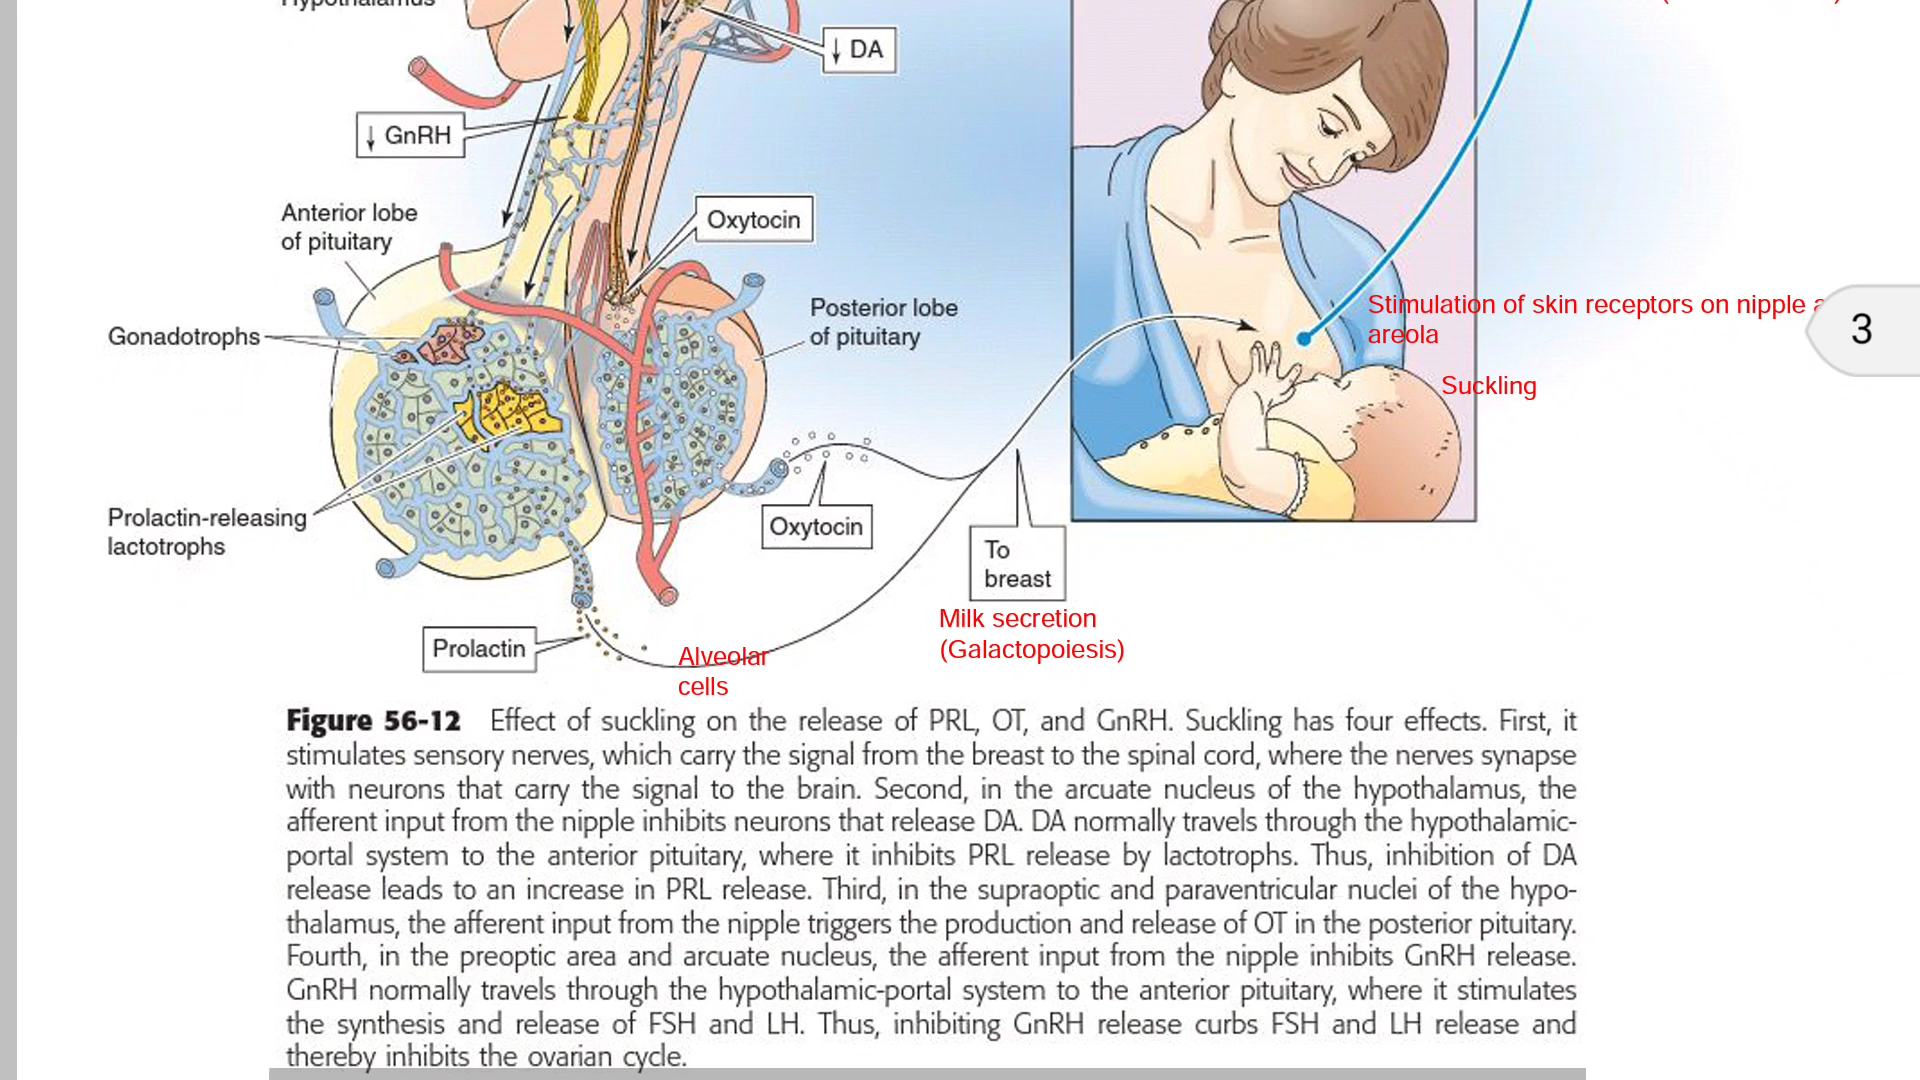 Hypothalamus
↓ DA
↓ GnRH
Anterior lobe
of pituitary
Oxytocin
Posterior lobe
of pituitary
Gonadotrophs
Stimulation of skin receptors on nipple
areola
3
Suckling
Prolactin-releasing
lactotrophs
Oxytocin
To
breast
Milk secretion
(Galactopoiesis)
Prolactin
Alveolar
cells
Figure 56-12 Effect of suckling on the release of PRL, OT, and GnRH. Suckling has four effects. First, it
stimulates sensory nerves, which carry the signal from the breast to the spinal cord, where the nerves synapse
with neurons that carry the signal to the brain. Second, in the arcuate nucleus of the hypothalamus, the
afferent input from the nipple inhibits neurons that release DA. DA normally travels through the hypothalamic-
portal system to the anterior pituitary, where it inhibits PRL release by lactotrophs. Thus, inhibition of DA
release leads to an increase in PRL release. Third, in the supraoptic and paraventricular nuclei of the hypo-
thalamus, the afferent input from the nipple triggers the production and release of OT in the posterior pituitary.
Fourth, in the preoptic area and arcuate nucleus, the afferent input from the nipple inhibits GnRH release.
GnRH normally travels through the hypothalamic-portal system to the anterior pituitary, where it stimulates
the synthesis and release of FSH and LH. Thus, inhibiting GnRH release curbs FSH and LH release and
thereby inhibits the ovarian cycle.